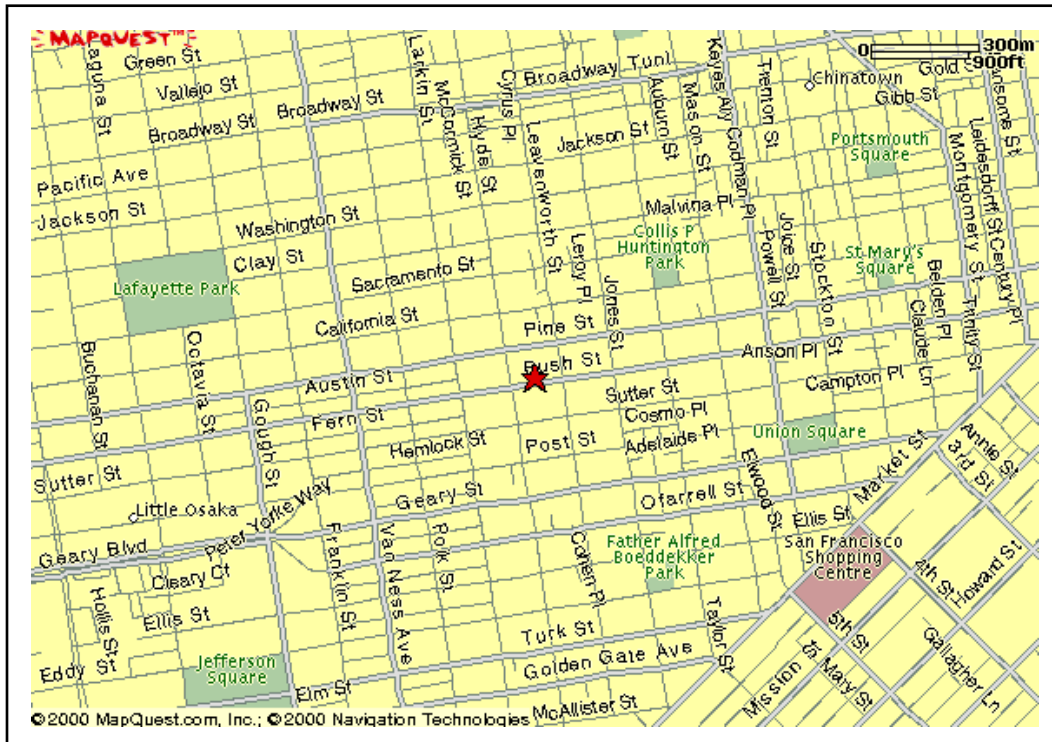 MAPQUEST™
Laguna St
Green St
Vallejo St
Broadway St
Broadway St
Larkin St
McCormick St
Hyde St
Cyrus Pl
Broadway Tunl
Leavenworth St
Jackson St
Auburn St
Mason St
Keyes Ally
Codman Pl
Trenton St
Chinatown
0 300m
900ft
Gold St
Gibb St
Portsmouth
Square
Montgomery St
Leidesdorff St
Sansome St
Century Pl
Pacific Ave
Jackson St
Washington St
Clay St
Sacramento St
California St
Lafayette Park
Malvina Pl
Collis P
Huntington
Park
Leroy Pl
Jones St
Powell St
Joice St
Stockton St
St Mary's
Square
Belden Pl
Claude Ln
Trinity St
Buchanan St
Octavia St
Pine St
Bush St
Austin St
Fern St
Anson Pl
Sutter St
Campton Pl
Cosmo Pl
Adelaide Pl
Union Square
Gough St
Hemlock St
Post St
Sutter St
Little Osaka
Peter Yorke Way
Geary St
Ofarrell St
Elwood St
Market St
Annie St
3rd St
Ellis St
San Francisco
Shopping
Centre
Geary Blvd
Cleary Ct
Franklin St
Van Ness Ave
Polk St
Cohen Pl
Father Alfred
Boeddekker
Park
4th St
Howard St
Hollis St
Ellis St
Eddy St
Jefferson
Square
Elm St
Turk St
Golden Gate Ave
McAllister St
Taylor St
5th St
Mission
Mary St
Gallagher Ln
©2000 MapQuest.com, Inc.; ©2000 Navigation Technologies